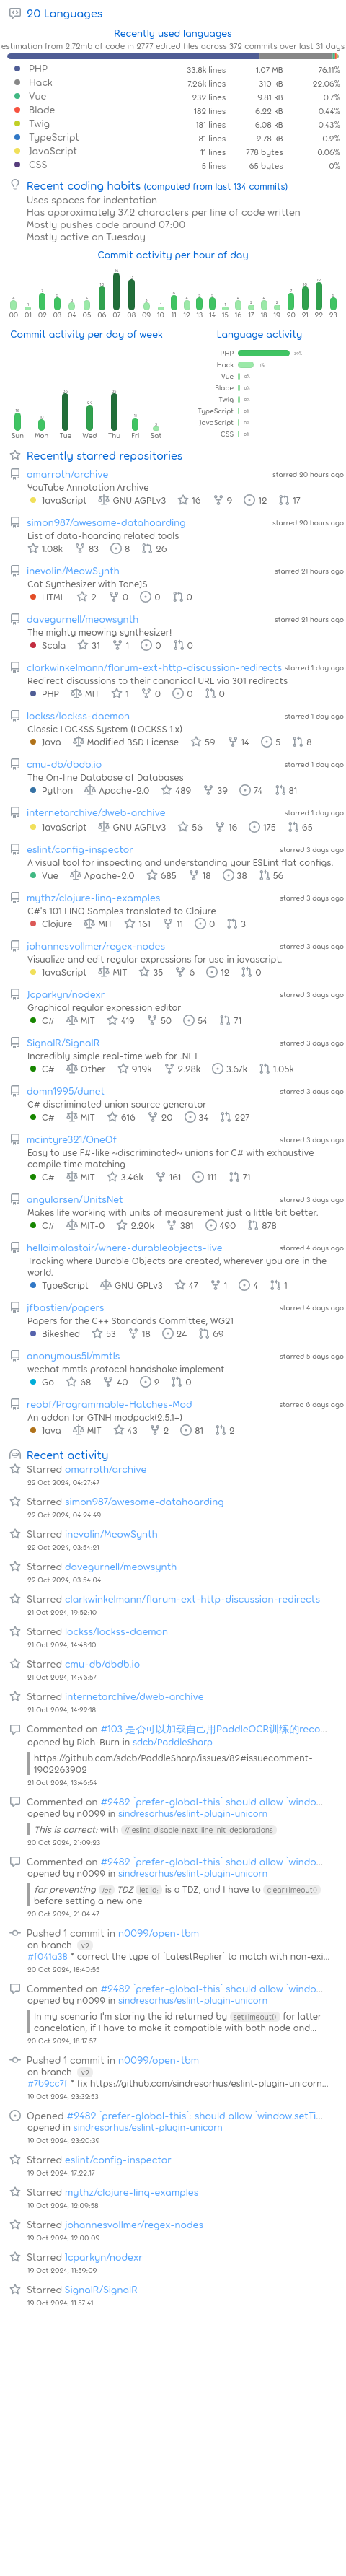 20 Languages
Recently used languages
estimation from 2.72mb of code in 2777 edited files across 372 commits over last 31 days
PHP 33.8k lines 1.07 MB 76.11%
Hack 7.26k lines 310 kB 22.06%
Vue 232 lines 9.81 kB 0.7%
Blade 182 lines 6.22 kB 0.44%
Twig 181 lines 6.08 kB 0.43%
TypeScript 81 lines 2.78 kB 0.2%
JavaScript 11 lines 778 bytes 0.06%
CSS 5 lines 65 bytes 0%
Recent coding habits (computed from last 134 commits)
Uses spaces for indentation
Has approximately 37.2 characters per line of code written
Mostly pushes code around 07:00
Mostly active on Tuesday
Commit activity per hour of day
00 01 02 03 04 05 06 07 08 09 10 11 12 13 14 15 16 17 18 19 20 21 22 23
Commit activity per day of week
Sun Mon Tue Wed Thu Fri Sat
Language activity
PHP
Hack
Vue
Blade
Twig
TypeScript
JavaScript
CSS
Recently starred repositories
omarroth/archive starred 20 hours ago
YouTube Annotation Archive
JavaScript GNU AGPLv3 16 9 12 17
simon987/awesome-datahoarding starred 20 hours ago
List of data-hoarding related tools
1.08k 83 8 26
inevolin/MeowSynth starred 21 hours ago
Cat Synthesizer with ToneJS
HTML 2 0 0 0
davegurnell/meowsynth starred 21 hours ago
The mighty meowing synthesizer!
Scala 31 1 0 0
clarkwinkelmann/flarum-ext-http-discussion-redirects starred 1 day ago
Redirect discussions to their canonical URL via 301 redirects
PHP MIT 1 0 0 0
lockss/lockss-daemon starred 1 day ago
Classic LOCKSS System (LOCKSS 1.x)
Java Modified BSD License 59 14 5 8
cmu-db/dbdb.io starred 1 day ago
The On-line Database of Databases
Python Apache-2.0 489 39 74 81
internetarchive/dweb-archive starred 1 day ago
JavaScript GNU AGPLv3 56 16 175 65
eslint/config-inspector starred 3 days ago
A visual tool for inspecting and understanding your ESLint flat configs.
Vue Apache-2.0 685 18 38 56
mythz/clojure-linq-examples starred 3 days ago
C#'s 101 LINQ Samples translated to Clojure
Clojure MIT 161 11 0 3
johannesvollmer/regex-nodes starred 3 days ago
Visualize and edit regular expressions for use in javascript.
JavaScript MIT 35 6 12 0
Jcparkyn/nodexr starred 3 days ago
Graphical regular expression editor
C# MIT 419 50 54 71
SignalR/SignalR starred 3 days ago
Incredibly simple real-time web for .NET
C# Other 9.19k 2.28k 3.67k 1.05k
domn1995/dunet starred 3 days ago
C# discriminated union source generator
C# MIT 616 20 34 227
mcintyre321/OneOf starred 3 days ago
Easy to use F#-like ~discriminated~ unions for C# with exhaustive
compile time matching
C# MIT 3.46k 161 111 71
angularsen/UnitsNet starred 3 days ago
Makes life working with units of measurement just a little bit better.
C# MIT-0 2.20k 381 490 878
helloimalastair/where-durableobjects-live starred 4 days ago
Tracking where Durable Objects are created, wherever you are in the
world.
TypeScript GNU GPLv3 47 1 4 1
jfbastien/papers starred 4 days ago
Papers for the C++ Standards Committee, WG21
Bikeshed 53 18 24 69
anonymous5l/mmtls starred 5 days ago
wechat mmtls protocol handshake implement
Go 68 40 2 0
reobf/Programmable-Hatches-Mod starred 6 days ago
An addon for GTNH modpack(2.5.1+)
Java MIT 43 2 81 2
Recent activity
Starred omarroth/archive
22 Oct 2024, 04:27:47
Starred simon987/awesome-datahoarding
22 Oct 2024, 04:24:49
Starred inevolin/MeowSynth
22 Oct 2024, 03:54:21
Starred davegurnell/meowsynth
22 Oct 2024, 03:54:04
Starred clarkwinkelmann/flarum-ext-http-discussion-redirects
21 Oct 2024, 19:52:10
Starred lockss/lockss-daemon
21 Oct 2024, 14:48:10
Starred cmu-db/dbdb.io
21 Oct 2024, 14:46:57
Starred internetarchive/dweb-archive
21 Oct 2024, 14:22:18
Commented on #103 是否可以加载自己用PaddleOCR训练的reco...
opened by Rich-Burn in sdcb/PaddleSharp
https://github.com/sdcb/PaddleSharp/issues/82#issuecomment-
1902263903
21 Oct 2024, 13:46:54
Commented on #2482 `prefer-global-this` should allow `windo...
opened by n0099 in sindresorhus/eslint-plugin-unicorn
This is correct: with // eslint-disable-next-line init-declarations
20 Oct 2024, 21:09:23
Commented on #2482 `prefer-global-this` should allow `windo...
opened by n0099 in sindresorhus/eslint-plugin-unicorn
for preventing let TDZ let id; is a TDZ, and I have to clearTimeout()
before setting a new one
20 Oct 2024, 21:04:47
Pushed 1 commit in n0099/open-tbm
on branch v2
#f041a38 * correct the type of `LatestReplier` to match with non-exi...
20 Oct 2024, 18:40:55
Commented on #2482 `prefer-global-this` should allow `windo...
opened by n0099 in sindresorhus/eslint-plugin-unicorn
In my scenario I'm storing the id returned by setTimeout() for latter
cancelation, if I have to make it compatible with both node and...
20 Oct 2024, 18:17:57
Pushed 1 commit in n0099/open-tbm
on branch v2
#7b9cc7f * fix https://github.com/sindresorhus/eslint-plugin-unicorn...
19 Oct 2024, 23:32:53
Opened #2482 `prefer-global-this`: should allow `window.setTi...
opened in sindresorhus/eslint-plugin-unicorn
19 Oct 2024, 23:20:39
Starred eslint/config-inspector
19 Oct 2024, 17:22:17
Starred mythz/clojure-linq-examples
19 Oct 2024, 12:09:58
Starred johannesvollmer/regex-nodes
19 Oct 2024, 12:00:09
Starred Jcparkyn/nodexr
19 Oct 2024, 11:59:09
Starred SignalR/SignalR
19 Oct 2024, 11:57:41